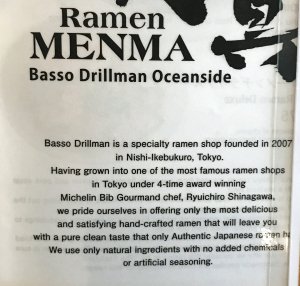 Ramen
MENMA
Basso Drillman Oceanside
Basso Drillman is a specialty ramen shop founded in 2007
in Nishi-Ikebukuro, Tokyo.
Having grown into one of the most famous ramen shops
in Tokyo under 4-time award winning
Michelin Bib Gourmand chef, Ryuichiro Shinagawa,
we pride ourselves in offering only the most delicious
and satisfying hand-crafted ramen that will leave you
with a pure clean taste that only Authentic Japanese ramen
We use only natural ingredients with no added chemicals
or artificial seasoning.